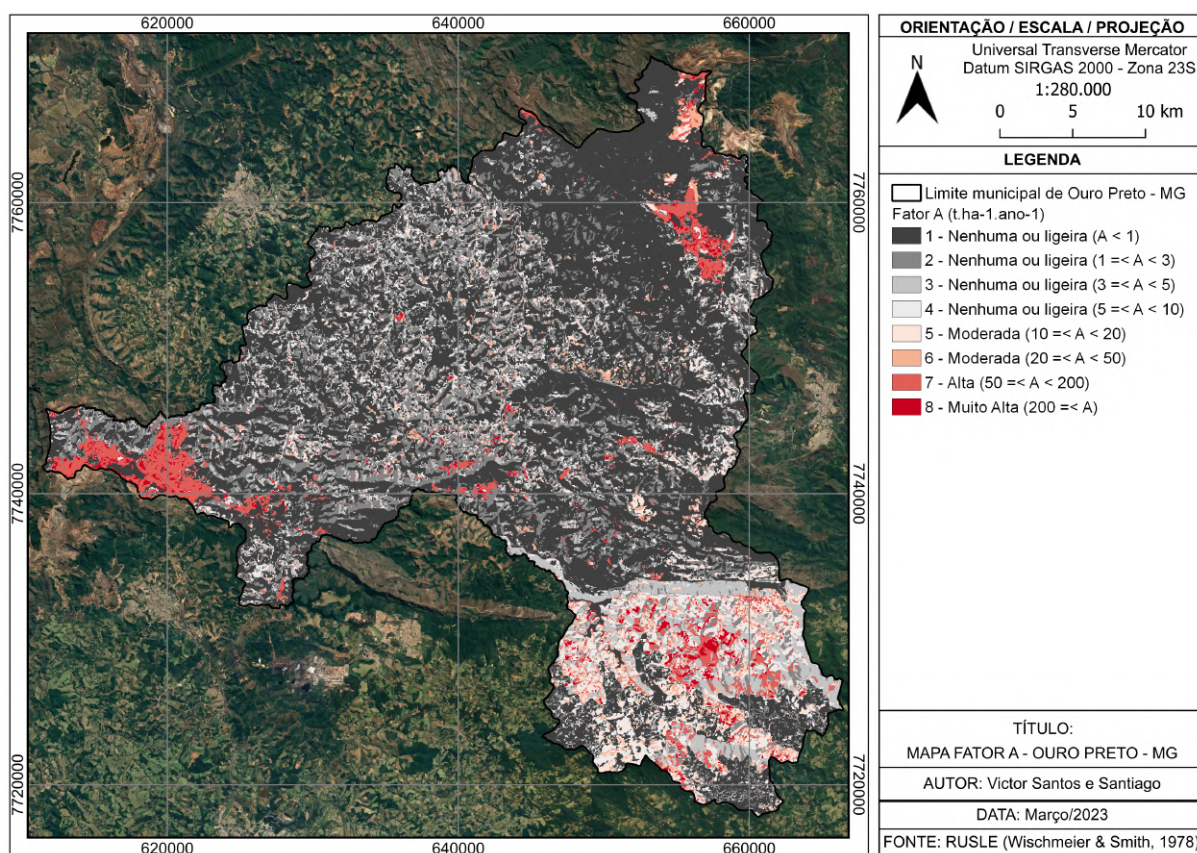 620000
640000
660000
7760000
7740000
7720000
7760000
7740000
7720000
620000
640000
660000
ORIENTAÇÃO / ESCALA / PROJEÇÃO
N
Universal Transverse Mercator
Datum SIRGAS 2000 - Zona 23S
1:280.000
0 5 10 km
LEGENDA
Limite municipal de Ouro Preto - MG
Fator A (t.ha-1.ano-1)
1 - Nenhuma ou ligeira (A < 1)
2 - Nenhuma ou ligeira (1 =< A < 3)
3 - Nenhuma ou ligeira (3 =< A < 5)
4 - Nenhuma ou ligeira (5 =< A < 10)
5 - Moderada (10 =< A < 20)
6 - Moderada (20 =< A < 50)
7 - Alta (50 =< A < 200)
8 - Muito Alta (200 =< A)
TÍTULO:
MAPA FATOR A - OURO PRETO - MG
AUTOR: Victor Santos e Santiago
DATA: Março/2023
FONTE: RUSLE (Wischmeier & Smith, 1978)